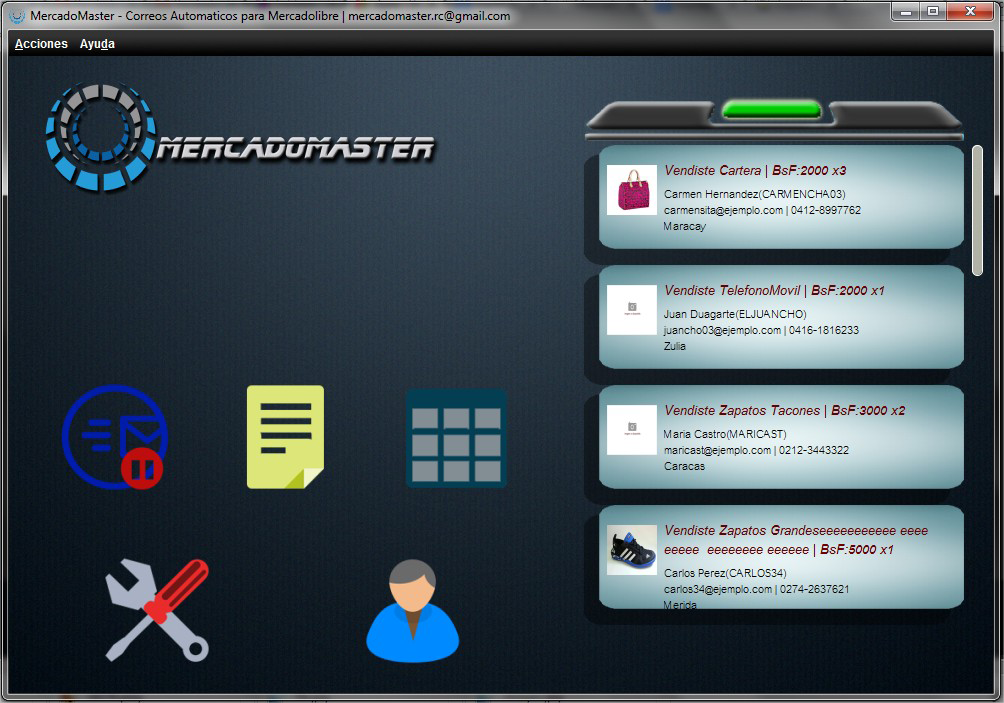 MercadoMaster - Correos Automaticos para Mercadolibre | mercadomaster.rc@gmail.com
Acciones Ayuda
MERCADOMASTER
Vendiste Cartera | BsF:2000 x3
Carmen Hernandez(CARMENCHA03)
carmensita@ejemplo.com | 0412-8997762
Maracay
Vendiste TelefonoMovil | BsF:2000 x1
Juan Duagarte(ELJUANCHO)
juancho03@ejemplo.com | 0416-1816233
Zulia
Vendiste Zapatos Tacones | BsF:3000 x2
Maria Castro(MARICAST)
maricast@ejemplo.com | 0212-3443322
Caracas
Vendiste Zapatos Grandeseeeeeeeeeee eeee
eeeee eeeeeeee eeeeee | BsF:5000 x1
Carlos Perez(CARLOS34)
carlos34@ejemplo.com | 0274-2637621
Merida